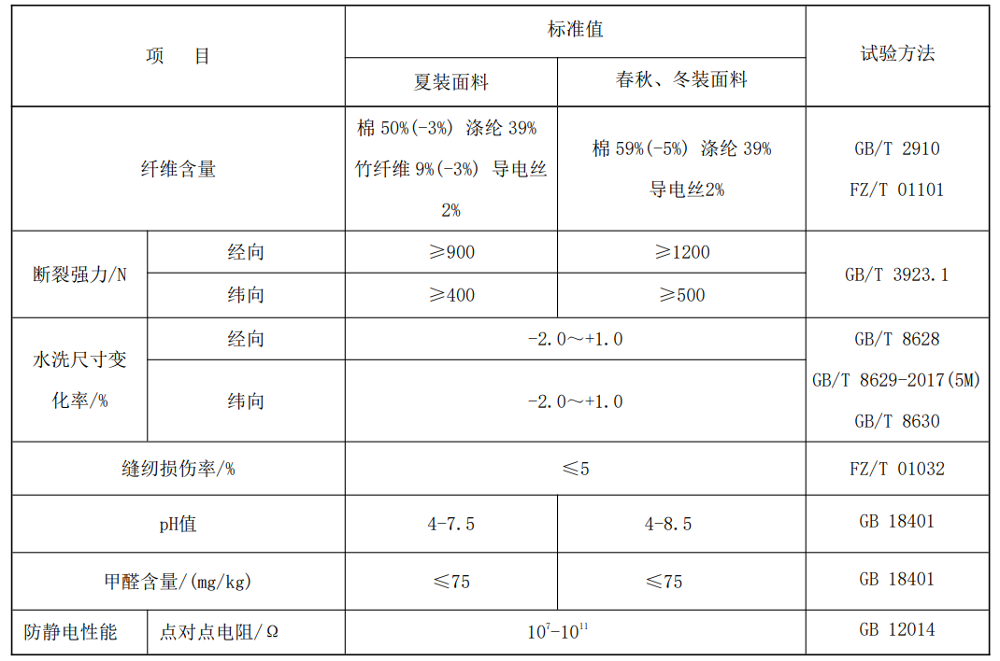 项 目
标准值
试验方法
夏装面料
春秋、冬装面料
纤维含量
棉 50%(-3%) 涤纶 39%
竹纤维 9%(-3%) 导电丝
2%
棉 59%(-5%) 涤纶 39%
导电丝2%
GB/T 2910
FZ/T 01101
断裂强力/N
经向
≥900
≥1200
GB/T 3923.1
纬向
≥400
≥500
水洗尺寸变
化率/%
经向
-2.0～+1.0
纬向
-2.0～+1.0
GB/T 8628
GB/T 8629-2017(5M)
GB/T 8630
缝纫损伤率/%
≤5
FZ/T 01032
pH值
4-7.5
4-8.5
GB 18401
甲醛含量/(mg/kg)
≤75
≤75
GB 18401
防静电性能
点对点电阻/Ω
10⁷-10¹¹
GB 12014